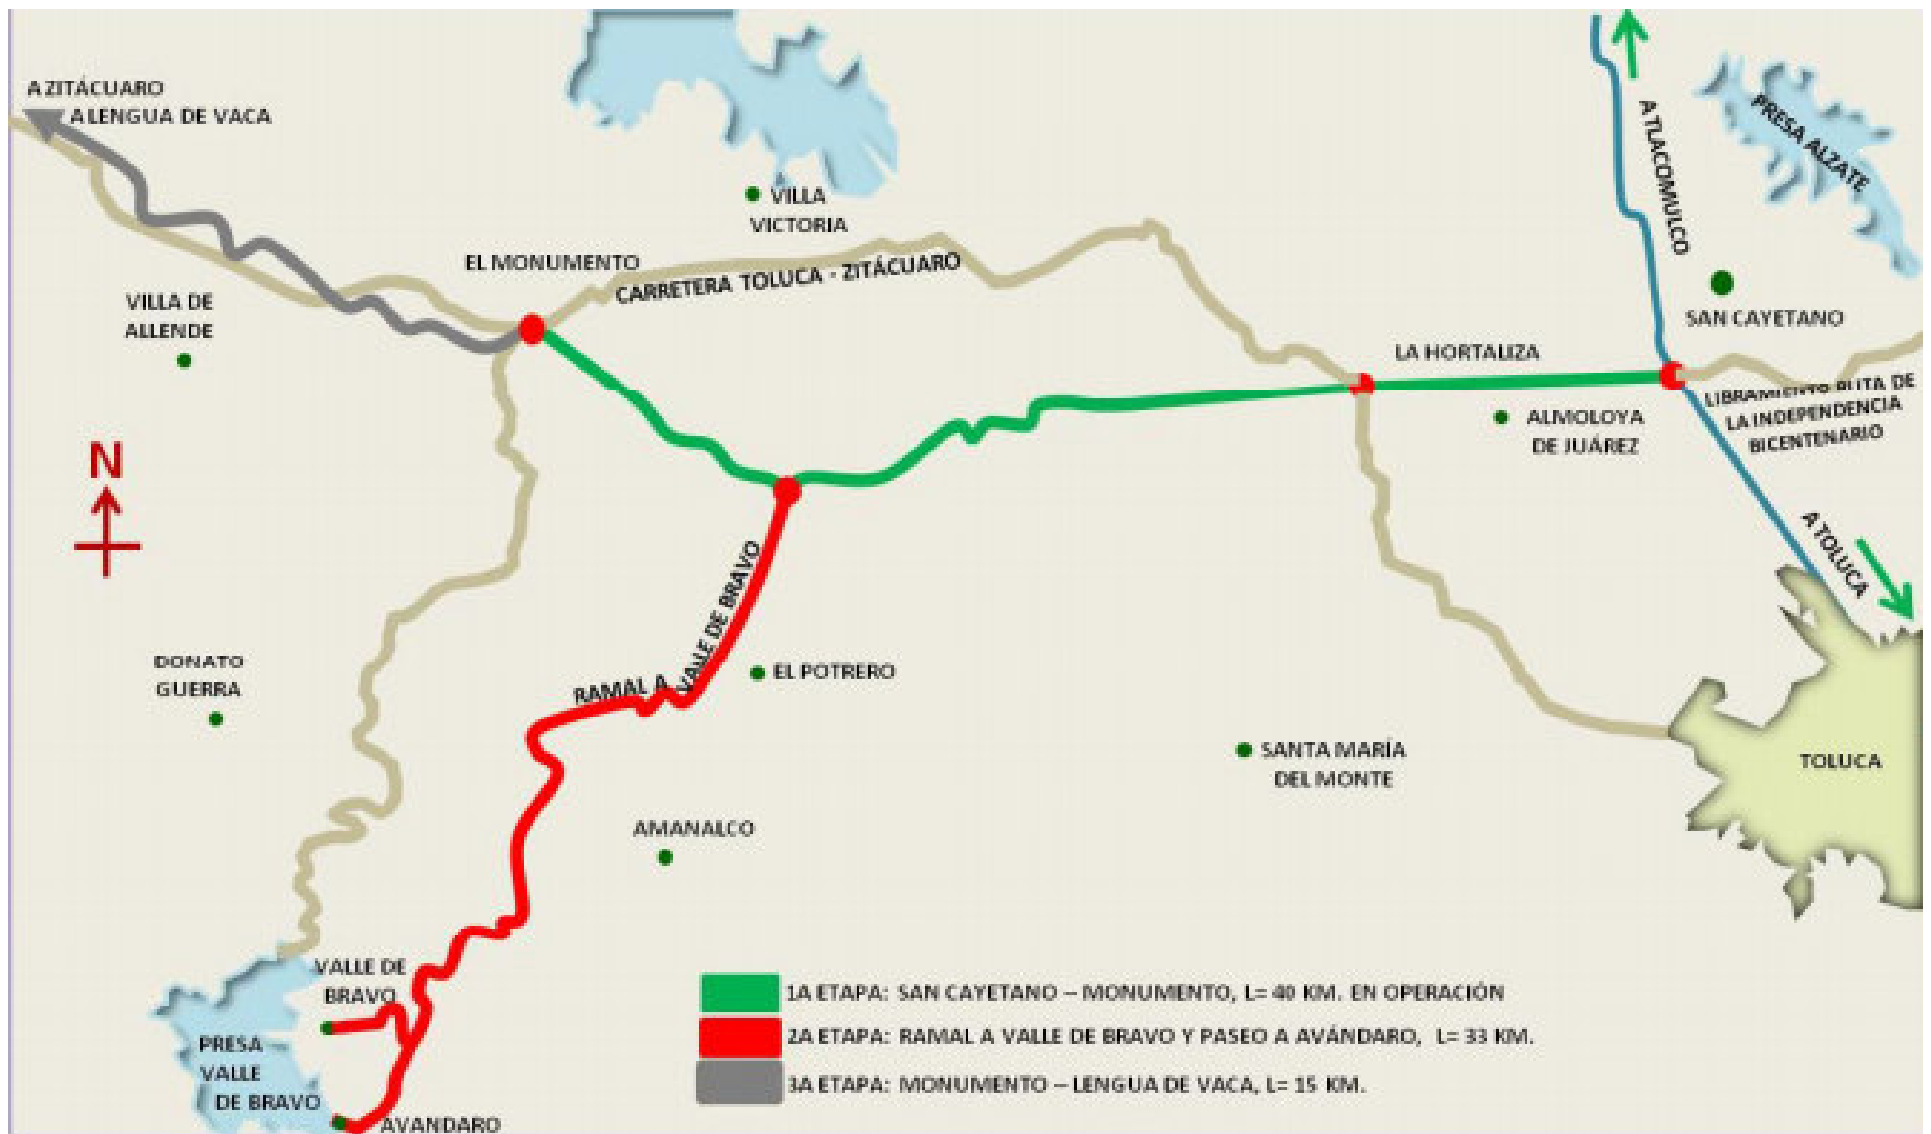 A ZITÁCUARO
A LENGUA DE VACA
VILLA
VICTORIA
A TLACOMULCO
PRESA ALZATE
EL MONUMENTO
CARRETERA TOLUCA - ZITÁCUARO
VILLA DE
ALLENDE
SAN CAYETANO
LA HORTALIZA
LIBRAMIENTO RUTA DE
LA INDEPENDENCIA
BICENTENARIO
ALMOLOYA
DE JUÁREZ
N
A TOLUCA
RAMAL A VALLE DE BRAVO
EL POTRERO
DONATO
GUERRA
SANTA MARÍA
DEL MONTE
TOLUCA
AMANALCO
VALLE DE
BRAVO
PRESA
VALLE
DE BRAVO
AVANDARO
1A ETAPA: SAN CAYETANO – MONUMENTO, L= 40 KM. EN OPERACIÓN
2A ETAPA: RAMAL A VALLE DE BRAVO Y PASEO A AVÁNDARO, L= 33 KM.
3A ETAPA: MONUMENTO – LENGUA DE VACA, L= 15 KM.